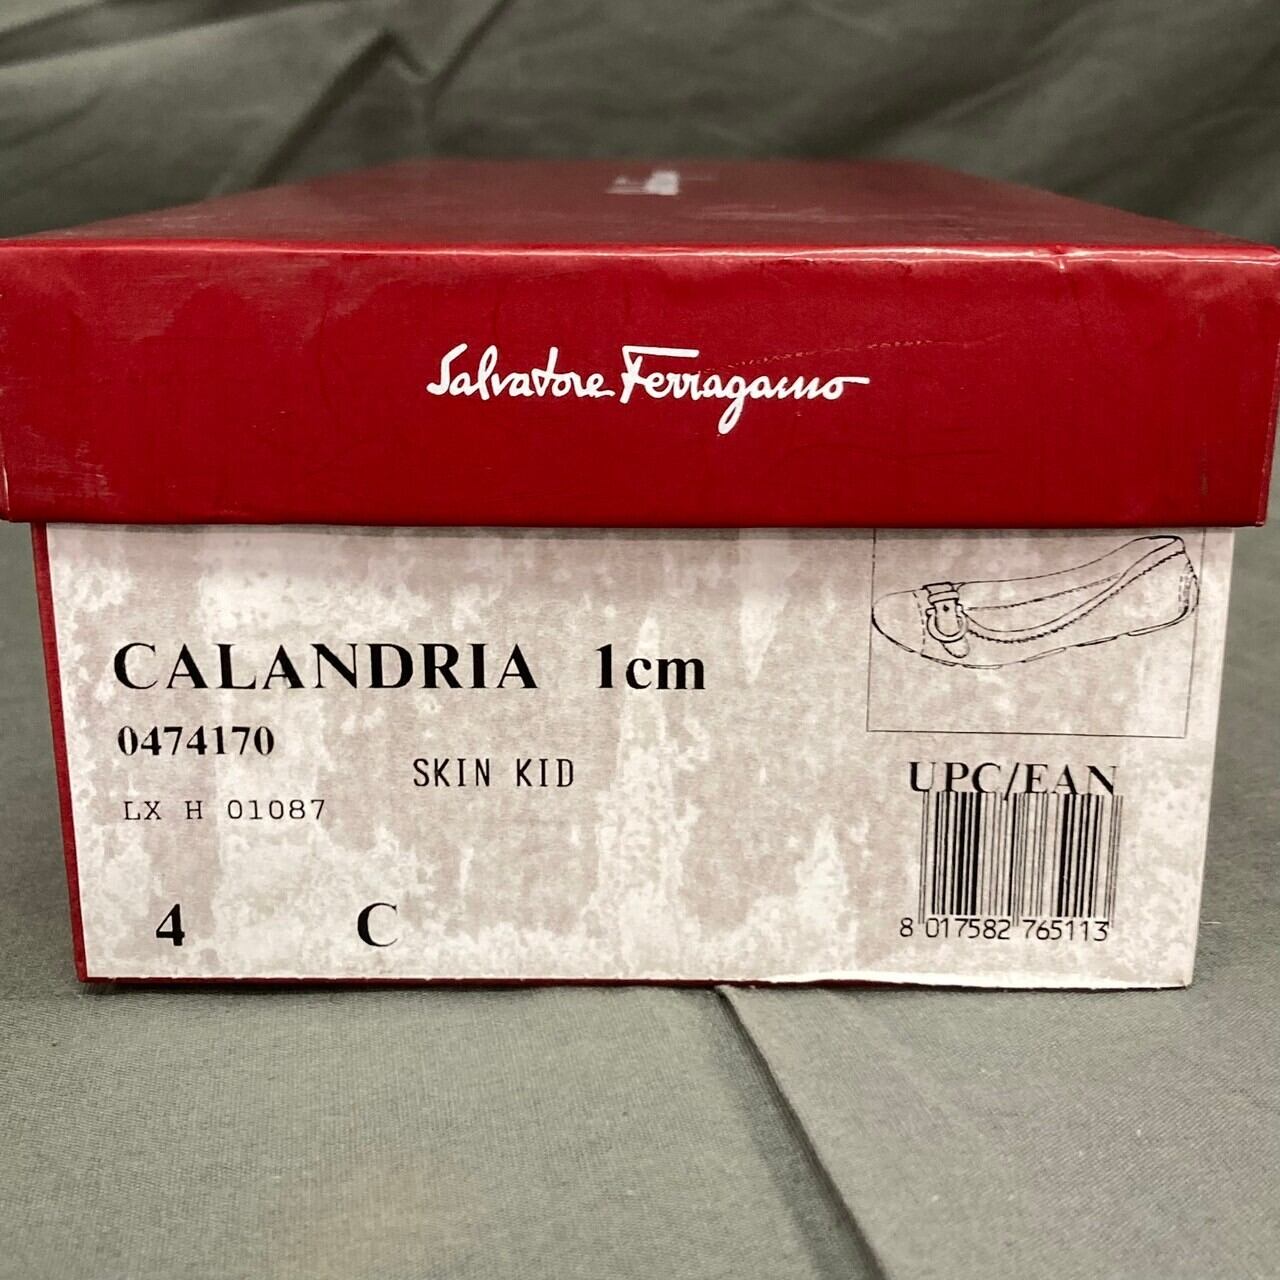 Salvatore Ferragamo
CALANDRIA 1cm
0474170
SKIN KID
LX H 01087
4 C
UPC/EAN
8 017582 765113